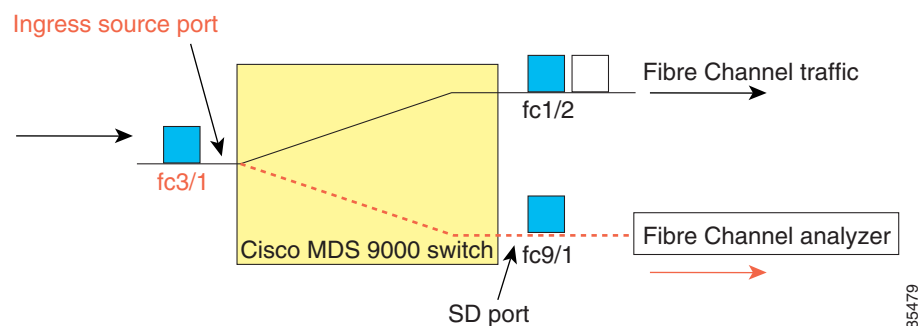 Ingress source port
Fibre Channel traffic
fc1/2
fc3/1
Cisco MDS 9000 switch
fc9/1
Fibre Channel analyzer
SD port
85479